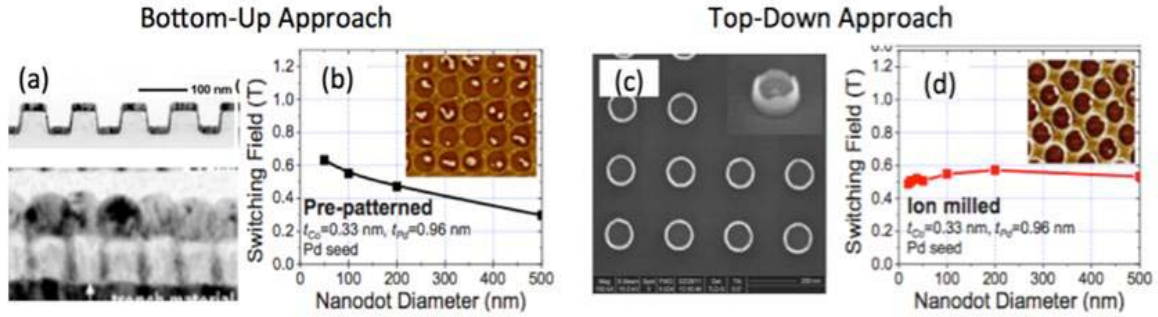 Bottom-Up Approach
Top-Down Approach
(a)
100 nm
(b)
Switching Field (T)
1.2
1.0
0.8
0.6
0.4
0.2
0.0
Pre-patterned
tCo=0.33 nm, tPd=0.96 nm
Pd seed
0 100 200 300 400 500
Nanodot Diameter (nm)
(c)
(d)
Switching Field (T)
1.2
1.0
0.8
0.6
0.4
0.2
0.0
Ion milled
tCo=0.33 nm, tPd=0.96 nm
Pd seed
0 100 200 300 400 500
Nanodot Diameter (nm)